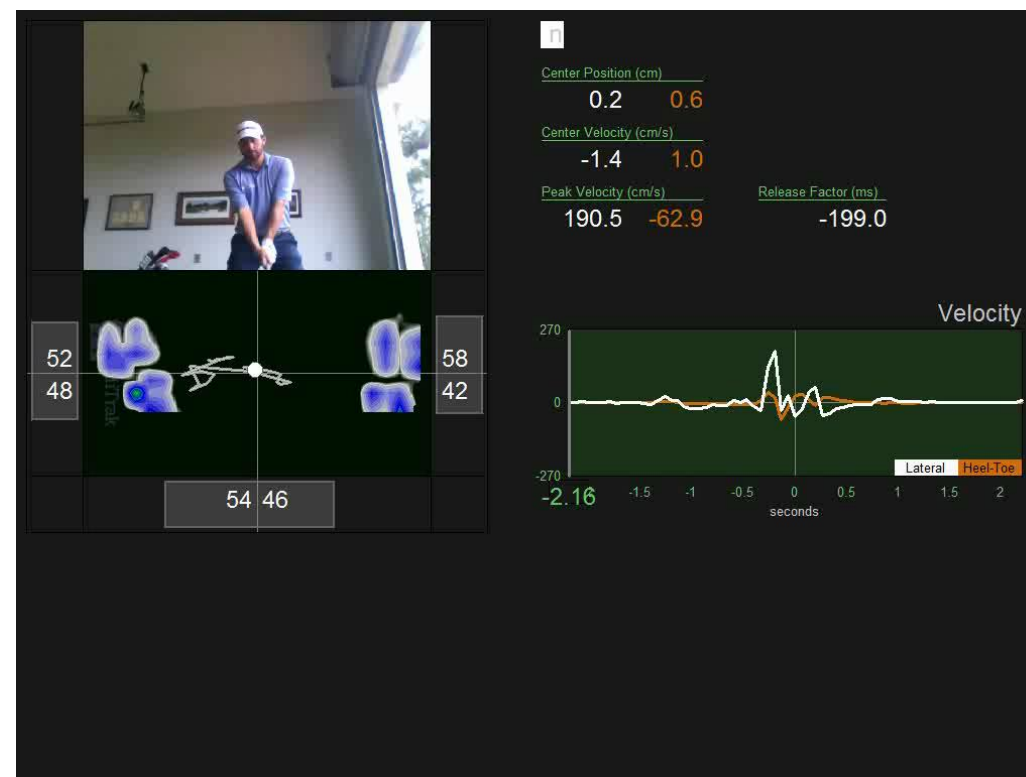 n
Center Position (cm)
0.2 0.6
Center Velocity (cm/s)
-1.4 1.0
Peak Velocity (cm/s) Release Factor (ms)
190.5 -62.9 -199.0
52
48
58
42
54 46
Velocity
270
0
-270
Lateral Heel-Toe
-2.16 -1.5 -1 -0.5 0 0.5 1 1.5 2
seconds